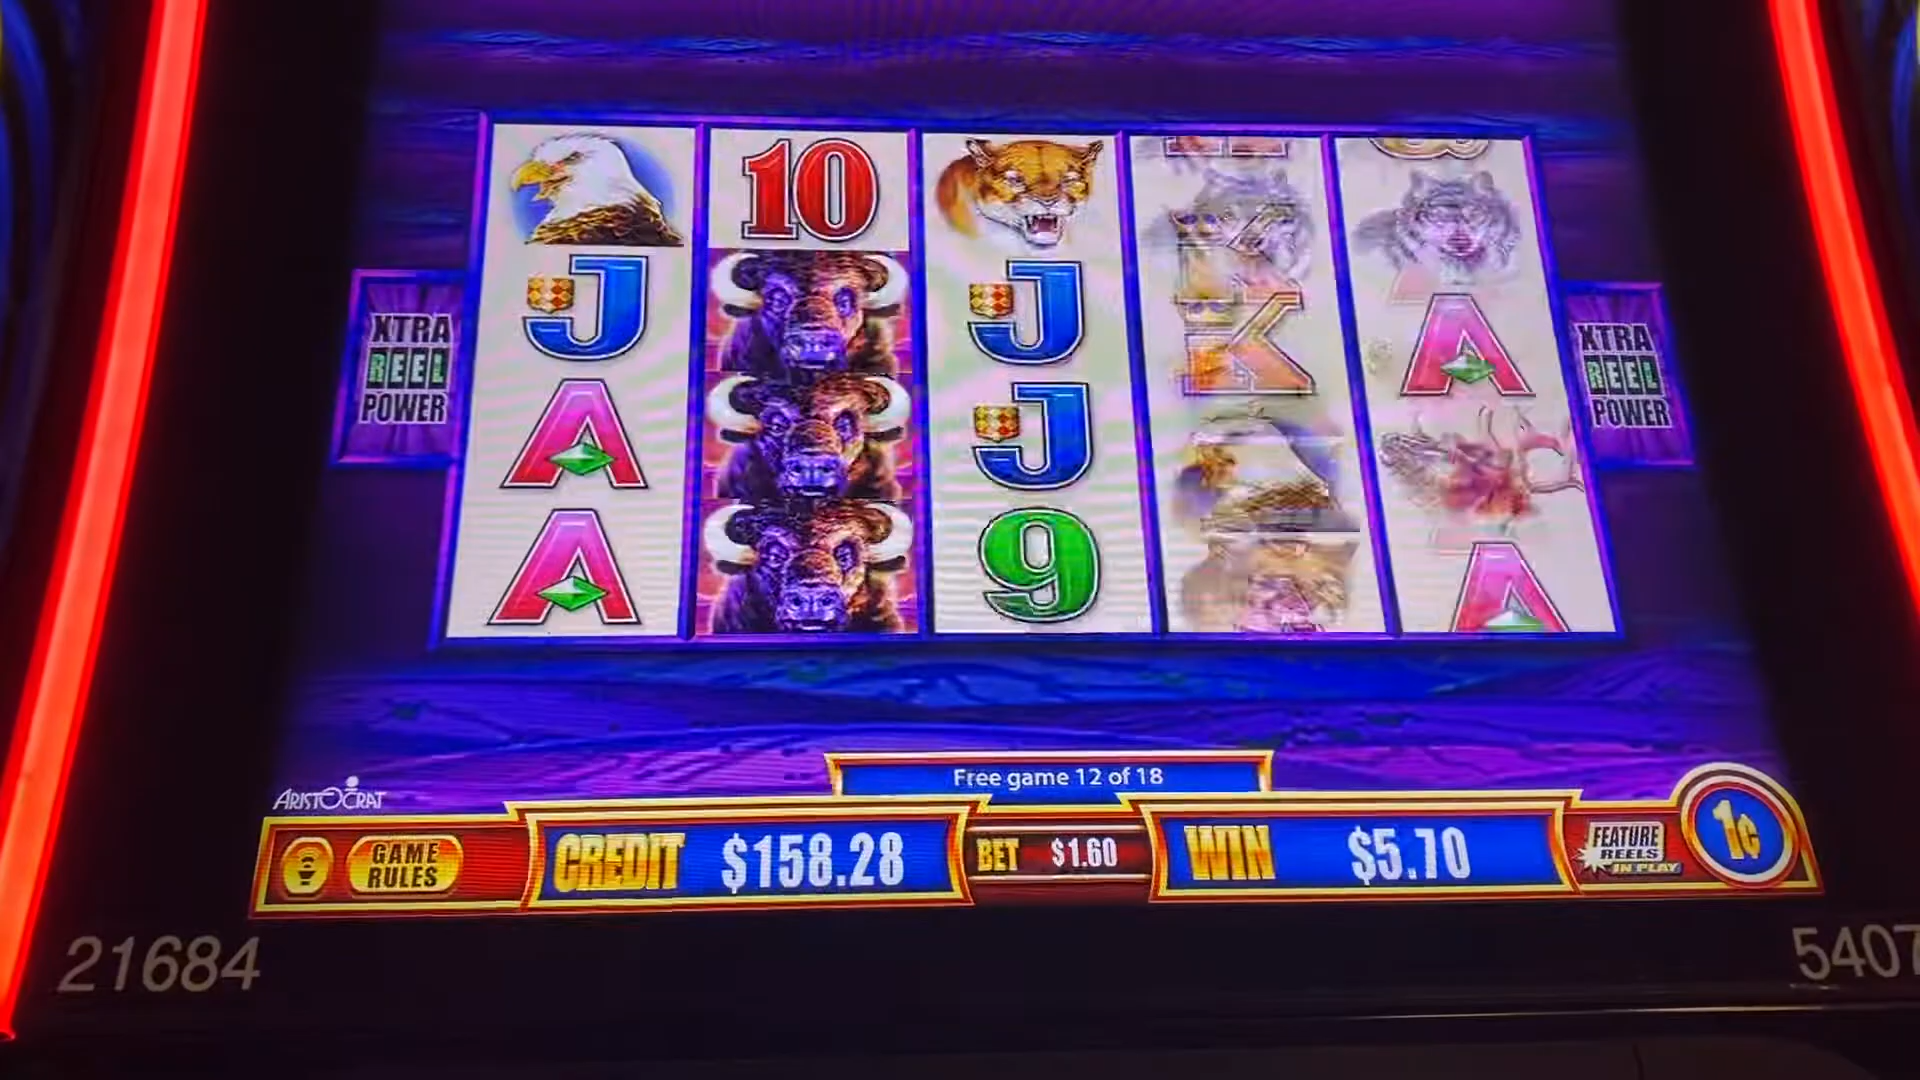 10
J
J
K
A
A
J
A
9
A
A
XTRA
REEL
POWER
XTRA
REEL
POWER
Free game 12 of 18
ARISTOCRAT
GAME
RULES
CREDIT $158.28
BET $1.60
WIN $5.70
FEATURE
REELS
IN PLAY
1¢
21684
5407